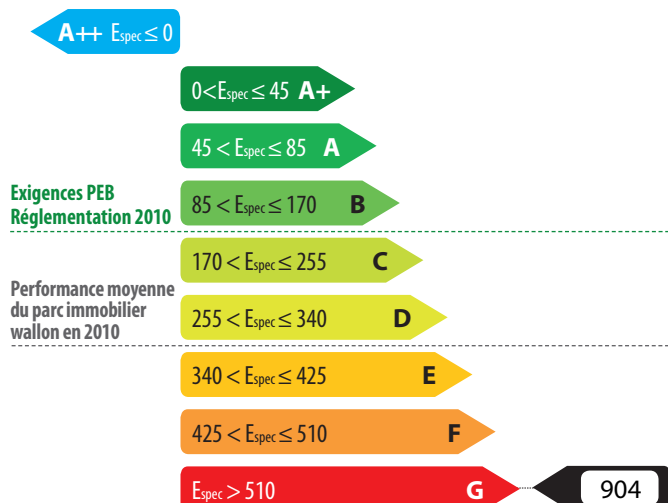 A++ Espec ≤ 0
0<Espec ≤ 45 A+
45 < Espec ≤ 85 A
Exigences PEB
Réglementation 2010
85 < Espec ≤ 170 B
170 < Espec ≤ 255 C
Performance moyenne
du parc immobilier
wallon en 2010
255 < Espec ≤ 340 D
340 < Espec ≤ 425 E
425 < Espec ≤ 510 F
Espec > 510 G 904